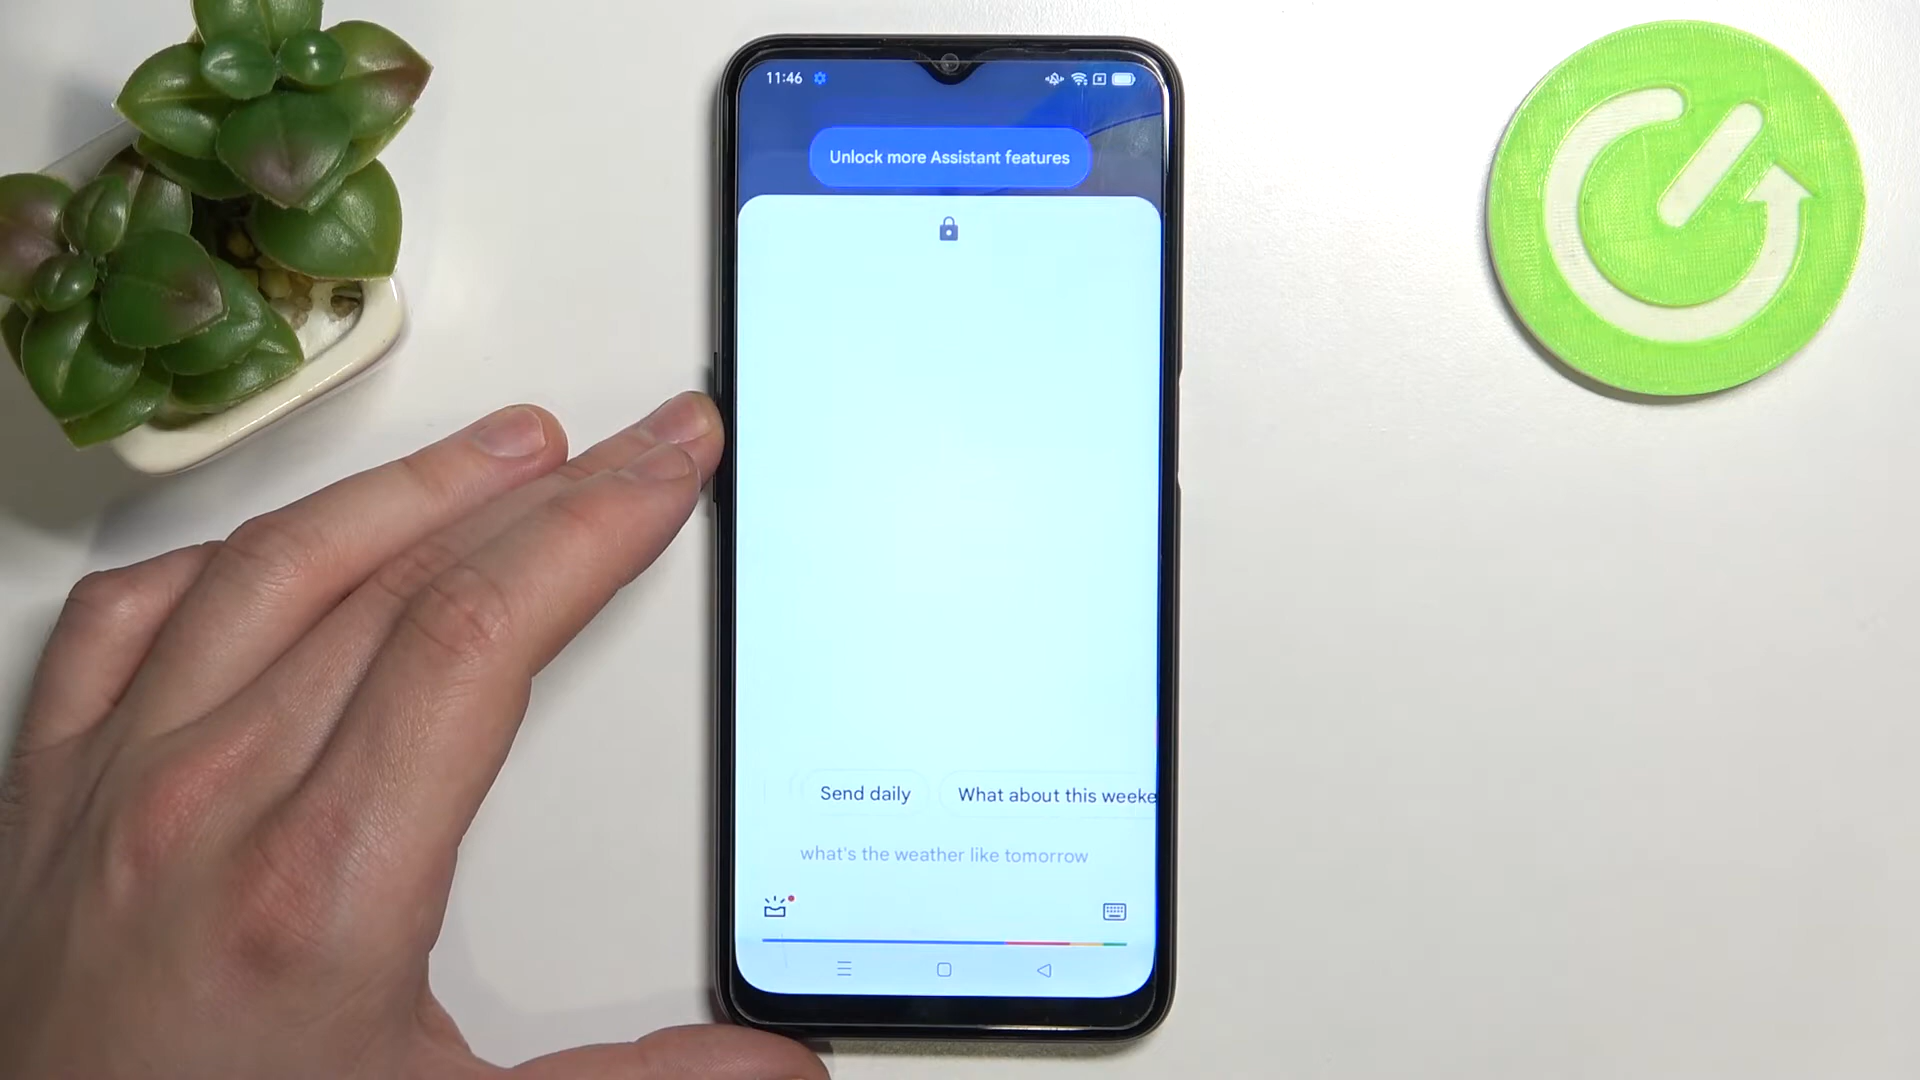 11:46
Unlock more Assistant features
Send daily
What about this weeke
what's the weather like tomorrow